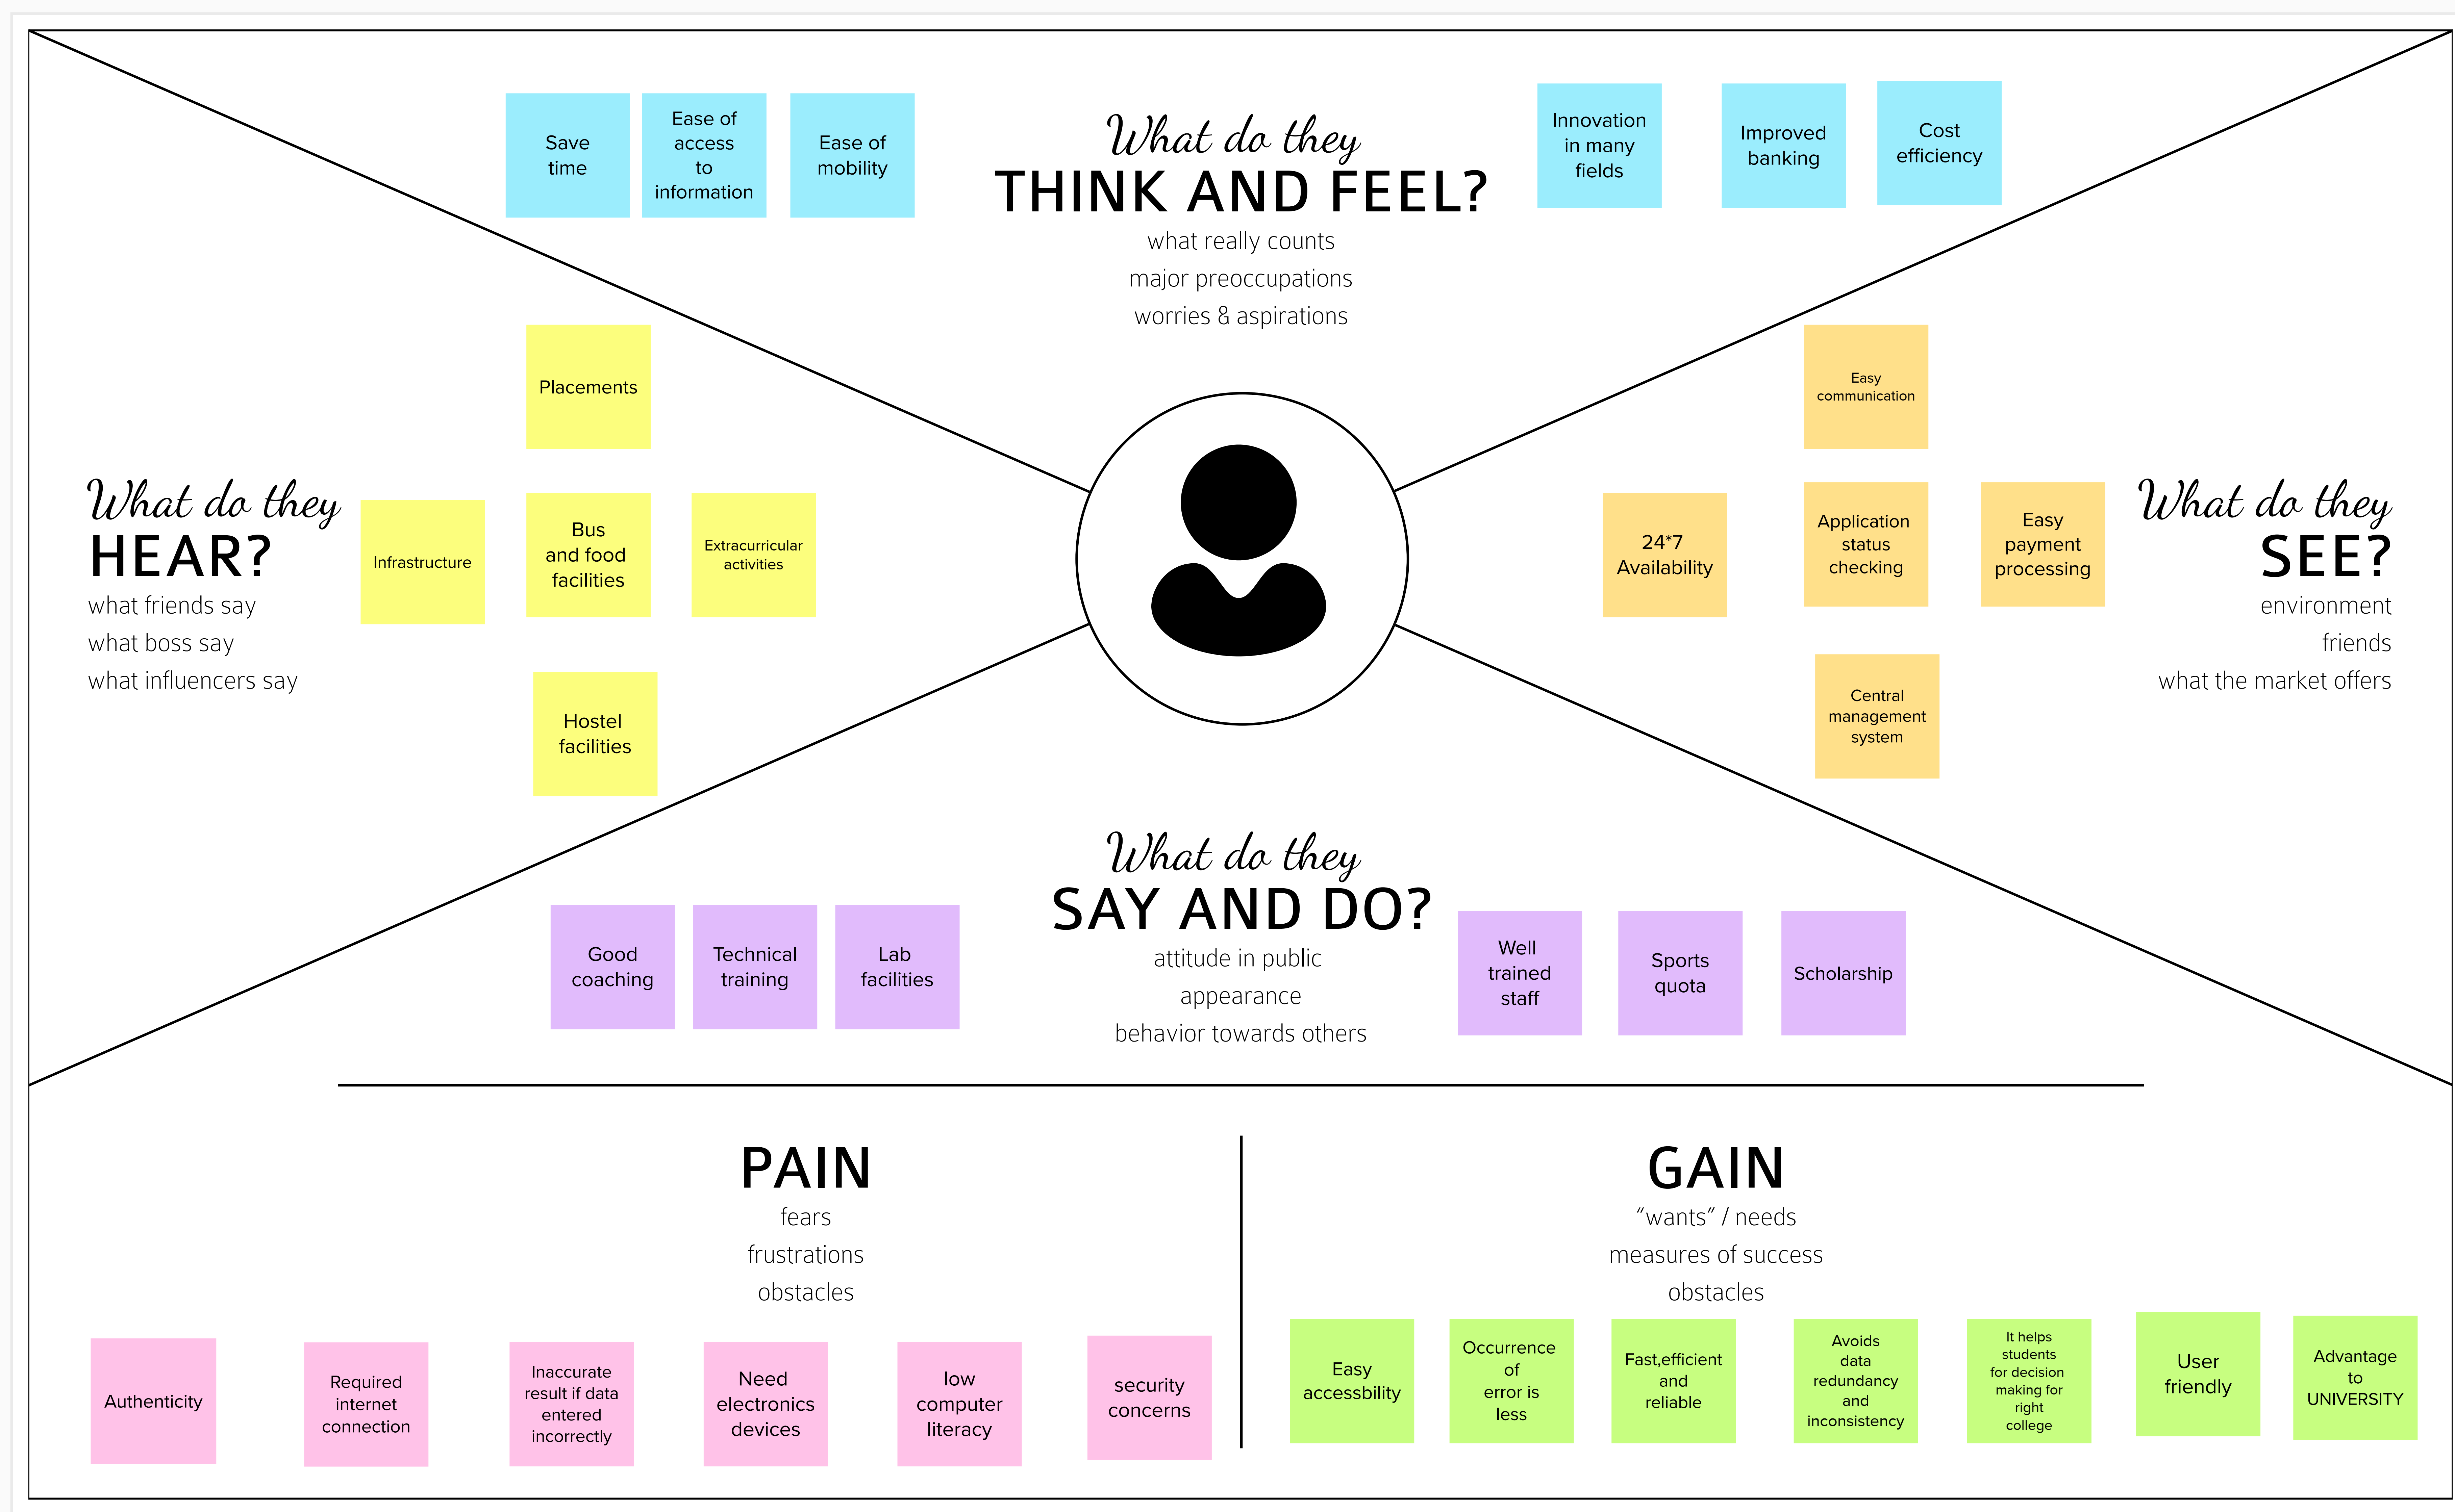 Save
time
Ease of
access
to
information
Ease of
mobility
What do they
THINK AND FEEL?
what really counts
major preoccupations
worries & aspirations
Innovation
in many
fields
Improved
banking
Cost
efficiency
What do they
HEAR?
what friends say
what boss say
what influencers say
Placements
Infrastructure
Bus
and food
facilities
Extracurricular
activities
Hostel
facilities
Easy
communication
24*7
Availability
Application
status
checking
Easy
payment
processing
Central
management
system
What do they
SEE?
environment
friends
what the market offers
Good
coaching
Technical
training
Lab
facilities
What do they
SAY AND DO?
attitude in public
appearance
behavior towards others
Well
trained
staff
Sports
quota
Scholarship
PAIN
fears
frustrations
obstacles
Authenticity
Required
internet
connection
Inaccurate
result if data
entered
incorrectly
Need
electronics
devices
low
computer
literacy
security
concerns
GAIN
“wants” / needs
measures of success
obstacles
Easy
accessbility
Occurrence
of
error is
less
Fast,efficient
and
reliable
Avoids
data
redundancy
and
inconsistency
It helps
students
for decision
making for
right
college
User
friendly
Advantage
to
UNIVERSITY